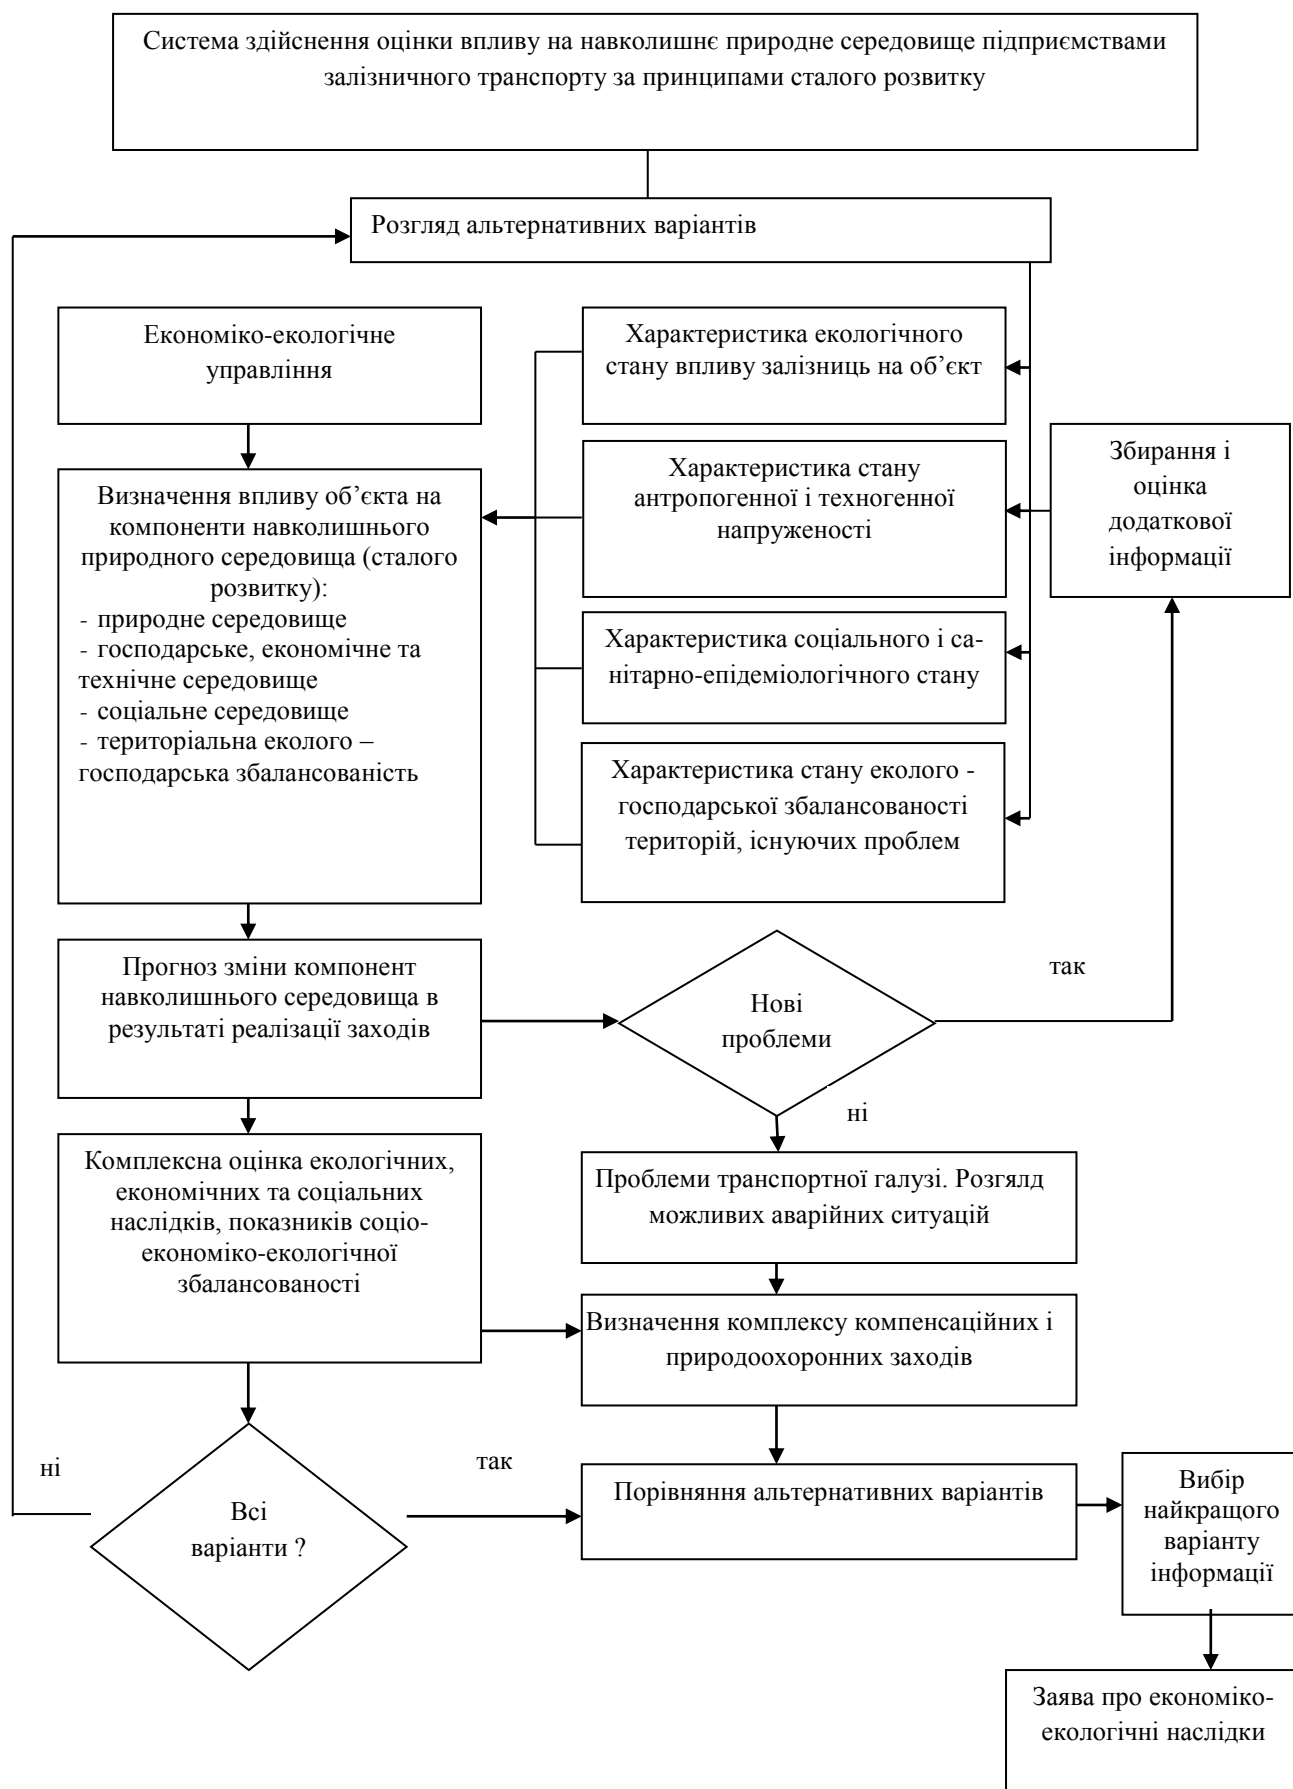 Система здійснення оцінки впливу на навколишнє природне середовище підприємствами
залізничного транспорту за принципами сталого розвитку
Розгляд альтернативних варіантів
Економіко-екологічне
управління
Характеристика екологічного
стану впливу залізниць на об’єкт
Характеристика стану
антропогенної і техногенної
напруженості
Збирання і
оцінка
додаткової
інформації
Визначення впливу об’єкта на
компоненти навколишнього
природного середовища (сталого
розвитку):
- природне середовище
- господарське, економічне та
технічне середовище
- соціальне середовище
- територіальна еколого –
господарська збалансованість
Характеристика соціального і са-
нітарно-епідеміологічного стану
Характеристика стану еколого -
господарської збалансованості
територій, існуючих проблем
Прогноз зміни компонент
навколишнього середовища в
результаті реалізації заходів
Нові
проблеми
так
ні
Комплексна оцінка екологічних,
економічних та соціальних
наслідків, показників соціо-
економіко-екологічної
збалансованості
Проблеми транспортної галузі. Розгялд
можливих аварійних ситуацій
Визначення комплексу компенсаційних і
природоохоронних заходів
ні
Всі
варіанти ?
так
Порівняння альтернативних варіантів
Вибір
найкращого
варіанту
інформації
Заява про економіко-
екологічні наслідки